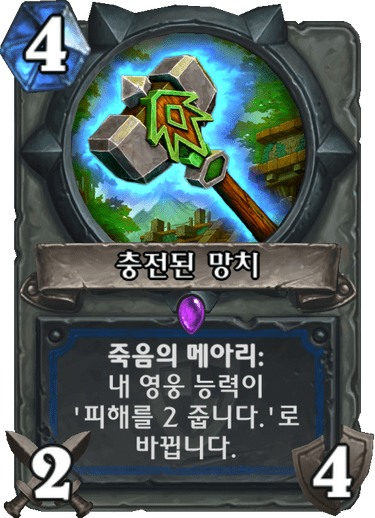 4
충전된 망치
죽음의 메아리:
내 영웅 능력이
'피해를 2 줍니다.'로
바뀝니다.
2
4